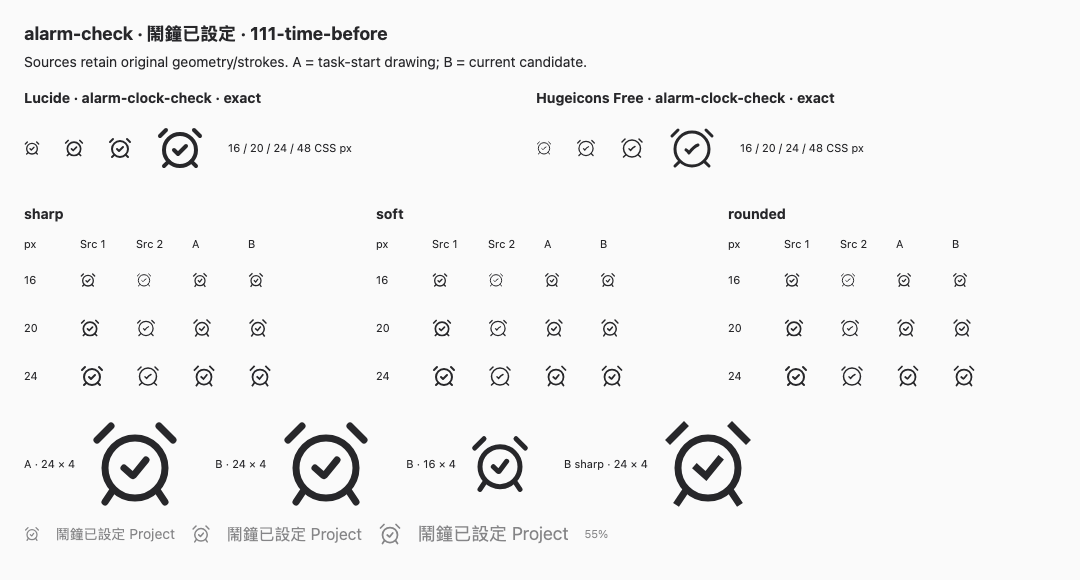 alarm-check · 鬧鐘已設定 · 111-time-before
Sources retain original geometry/strokes. A = task-start drawing; B = current candidate.
Lucide · alarm-clock-check · exact
Hugeicons Free · alarm-clock-check · exact
16 / 20 / 24 / 48 CSS px
16 / 20 / 24 / 48 CSS px
sharp
soft
rounded
px Src 1 Src 2 A B
px Src 1 Src 2 A B
px Src 1 Src 2 A B
16
16
16
20
20
20
24
24
24
A · 24 × 4
B · 24 × 4
B · 16 × 4
B sharp · 24 × 4
鬧鐘已設定 Project
鬧鐘已設定 Project
鬧鐘已設定 Project
55%